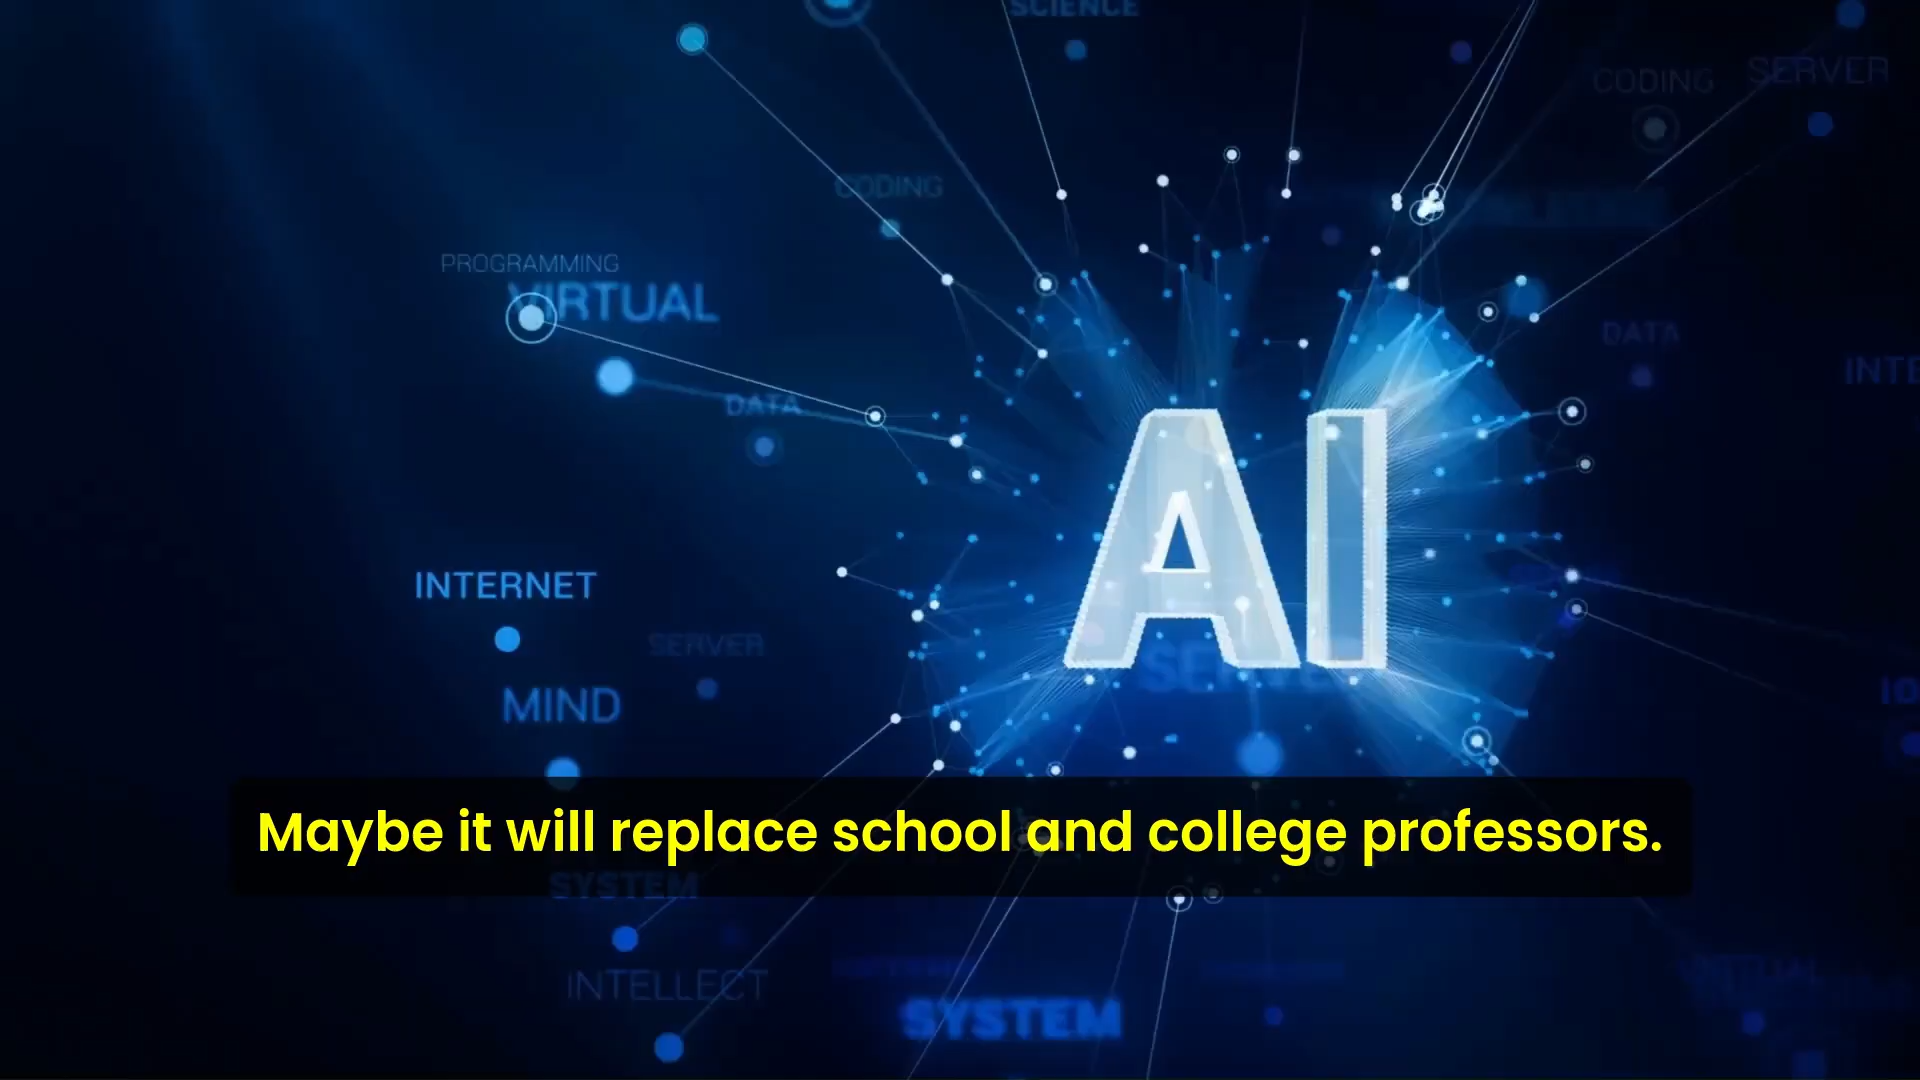 SCIENCE
CODING
SERVER
CODING
PROGRAMMING
VIRTUAL
DATA
DATA
AI
INTERNET
SERVER
MIND
Maybe it will replace school and college professors.
SYSTEM
INTELLECT
SYSTEM